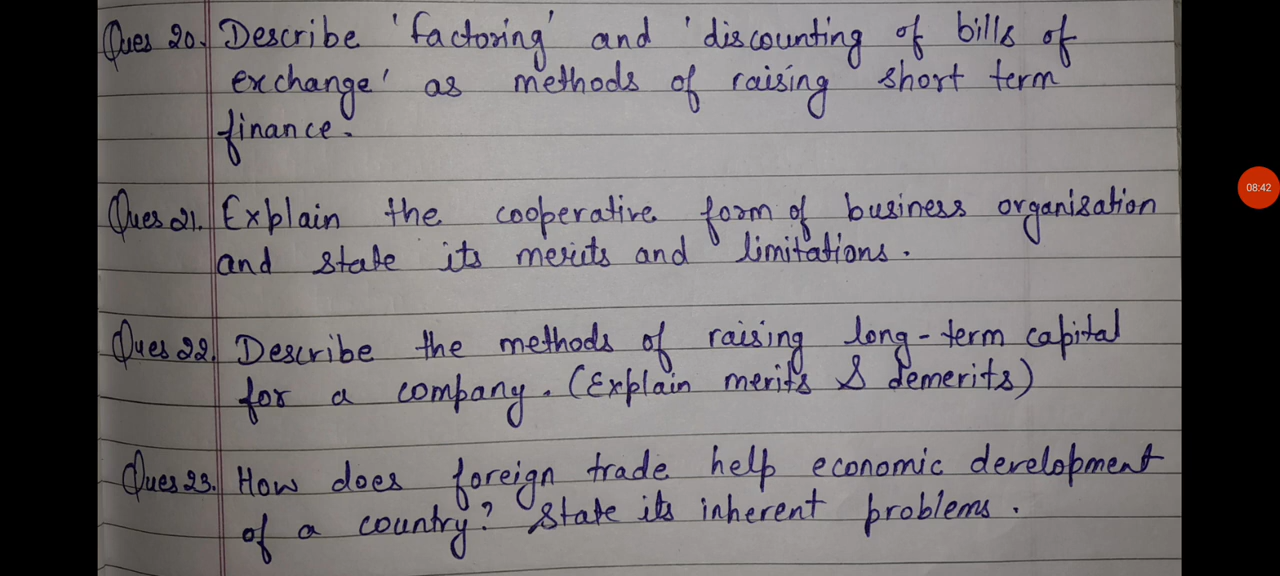 Ques 20. Describe 'factoring' and 'discounting of bills of
exchange' as methods of raising short term
finance.
Ques 21. Explain the cooperative form of business organisation
and state its merits and limitations.
Ques 22. Describe the methods of raising long-term capital
for a company. (Explain merits & demerits)
Ques 23. How does foreign trade help economic development
of a country? State its inherent problems.
08:42